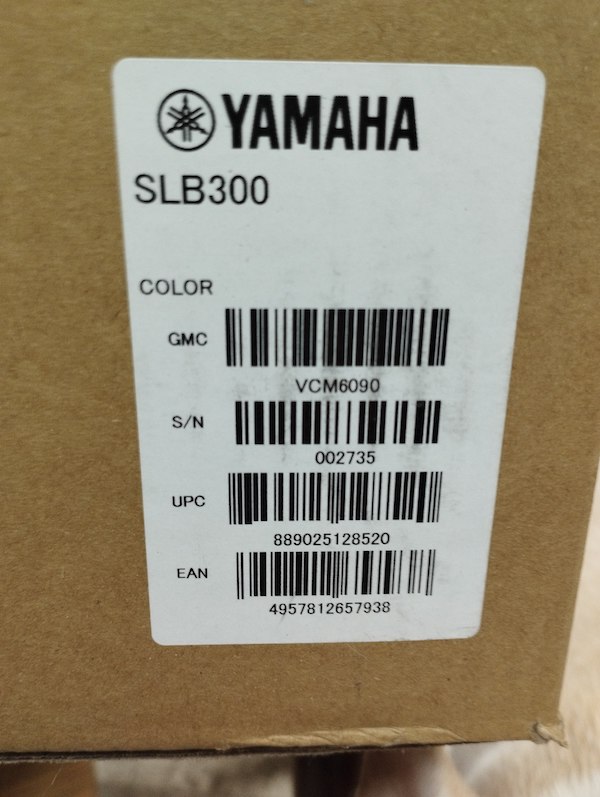 YAMAHA
SLB300
COLOR
GMC
VCM6090
S/N
002735
UPC
889025128520
EAN
4957812657938